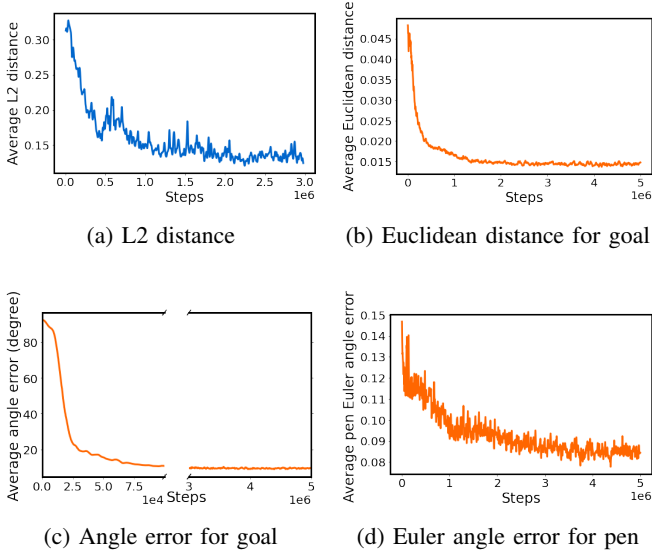 Average L2 distance
0.30
0.25
0.20
0.15
0.0 0.5 1.0 1.5 2.0 2.5 3.0
Steps
1e6
(a) L2 distance
Average Euclidean distance
0.045
0.040
0.035
0.030
0.025
0.020
0.015
0 1 2 3 4 5
Steps
1e6
(b) Euclidean distance for goal
Average angle error (degree)
80
60
40
20
0.0 2.5 5.0 7.5
1e4
Steps
3 4 5
1e6
(c) Angle error for goal
Average pen Euler angle error
0.15
0.14
0.13
0.12
0.11
0.10
0.09
0.08
0 1 2 3 4 5
Steps
1e6
(d) Euler angle error for pen